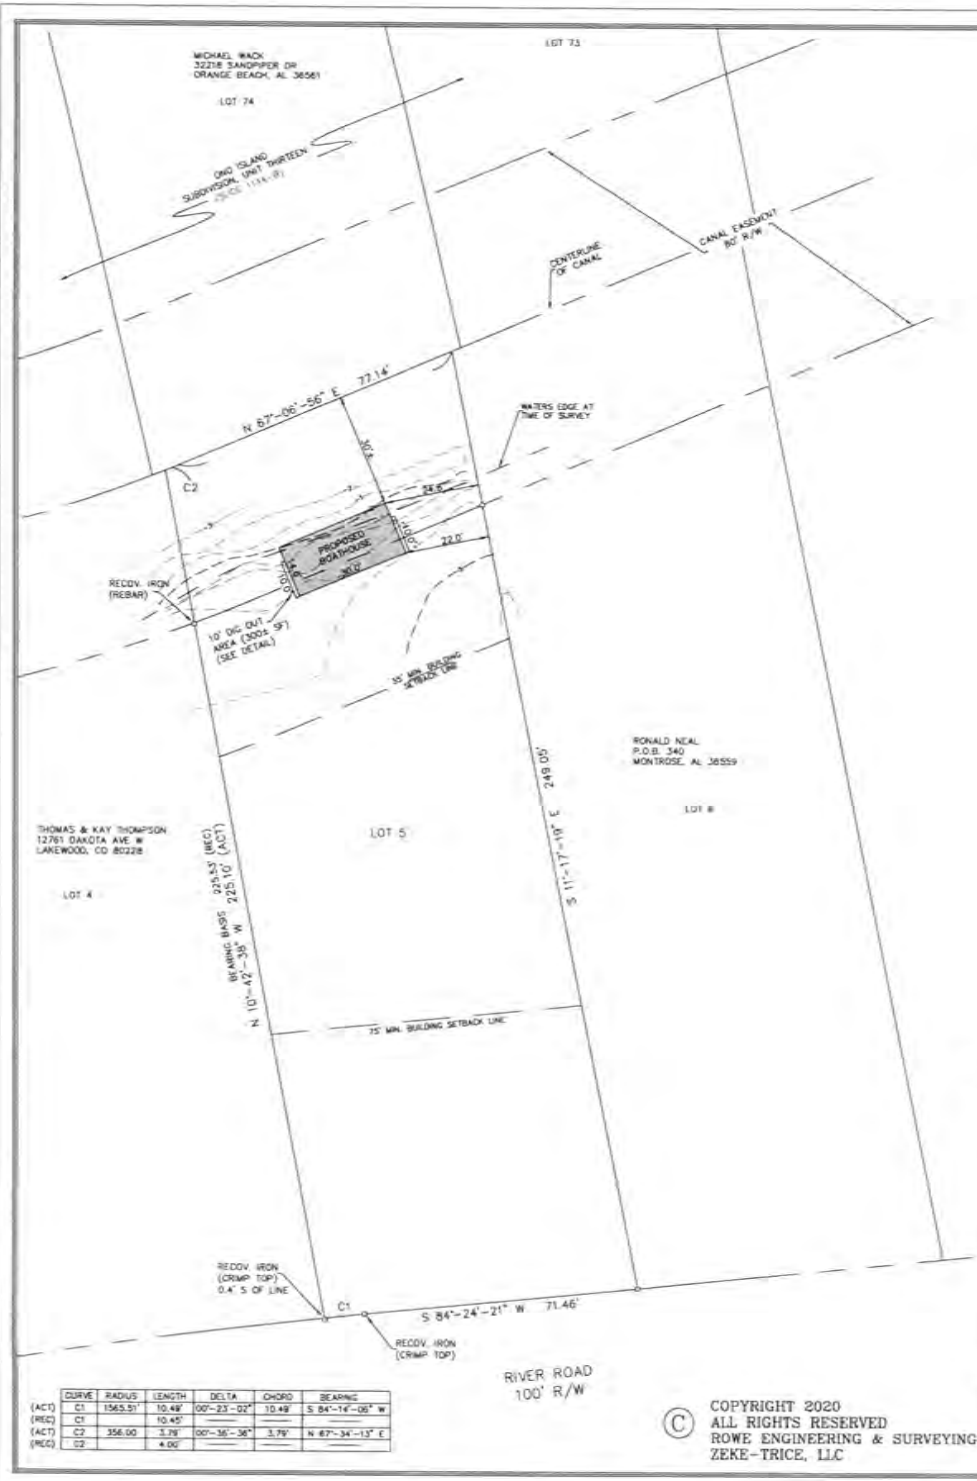 MICHAEL WACK
32218 SANDPIPER DR
ORANGE BEACH, AL 36561
LOT 74
LOT 73
ONO ISLAND
SUBDIVISION, UNIT THIRTEEN
CANAL EASEMENT
80' R/W
CENTERLINE
OF CANAL
N 67°-06'-56" E 77.14'
WATERS EDGE AT
TIME OF SURVEY
C2
30'±
24.6'
PROPOSED
BOATHOUSE
10.0'
22.0'
30.0'
10.0'
RECOV. IRON
(REBAR)
10' DIG OUT
AREA (300± SF)
(SEE DETAIL)
35' MIN. BUILDING
SETBACK LINE
RONALD NEAL
P.O.B. 340
MONTROSE, AL 36559
LOT 6
S 11°-17'-19" E 249.05'
THOMAS & KAY THOMPSON
12761 DAKOTA AVE W
LAKEWOOD, CO 80228
LOT 4
LOT 5
BEARING BASIS 225.53' (REC)
N 10°-42'-38" W 225.10' (ACT)
75' MIN. BUILDING SETBACK LINE
RECOV. IRON
(CRIMP TOP)
0.4' S OF LINE
C1
S 84°-24'-21" W 71.46'
RECOV. IRON
(CRIMP TOP)
RIVER ROAD
100' R/W
CURVE RADIUS LENGTH DELTA CHORD BEARING
(ACT) C1 1565.51' 10.49' 00°-23'-02" 10.49' S 84°-14'-06" W
(REC) C1 10.45'
(ACT) C2 356.00 3.79' 00°-36'-36" 3.79' N 67°-34'-13" E
(REC) C2 4.00'
© COPYRIGHT 2020
ALL RIGHTS RESERVED
ROWE ENGINEERING & SURVEYING
ZEKE-TRICE, LLC